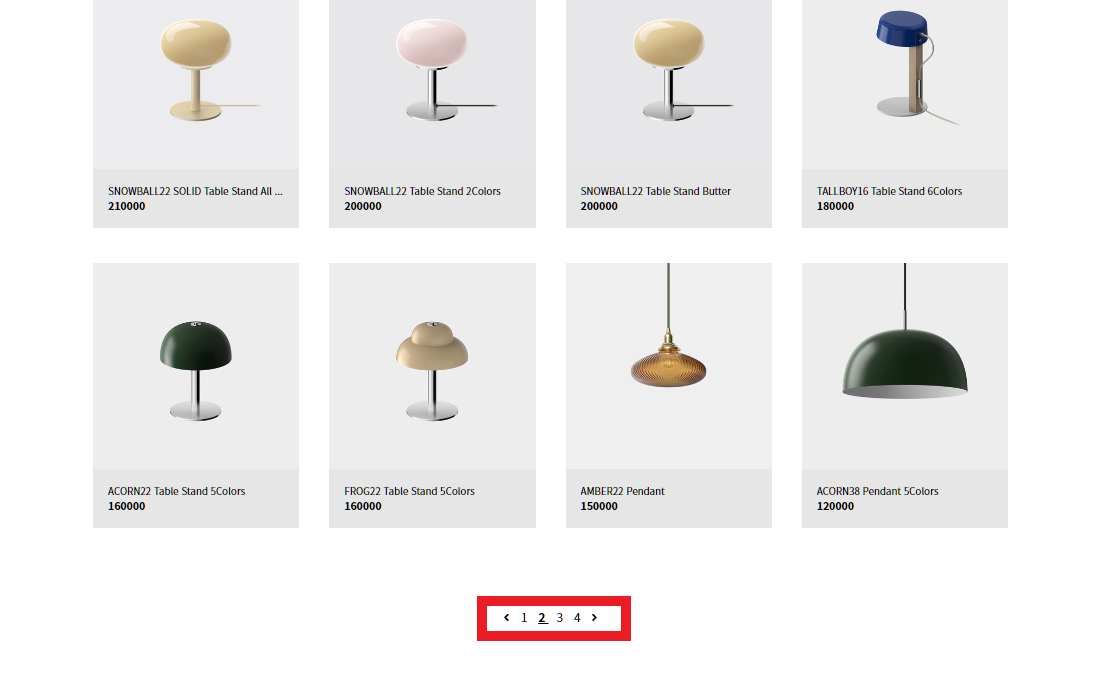 SNOWBALL22 SOLID Table Stand All ...
210000
SNOWBALL22 Table Stand 2Colors
200000
SNOWBALL22 Table Stand Butter
200000
TALLBOY16 Table Stand 6Colors
180000
ACORN22 Table Stand 5Colors
160000
FROG22 Table Stand 5Colors
160000
AMBER22 Pendant
150000
ACORN38 Pendant 5Colors
120000
1 2 3 4